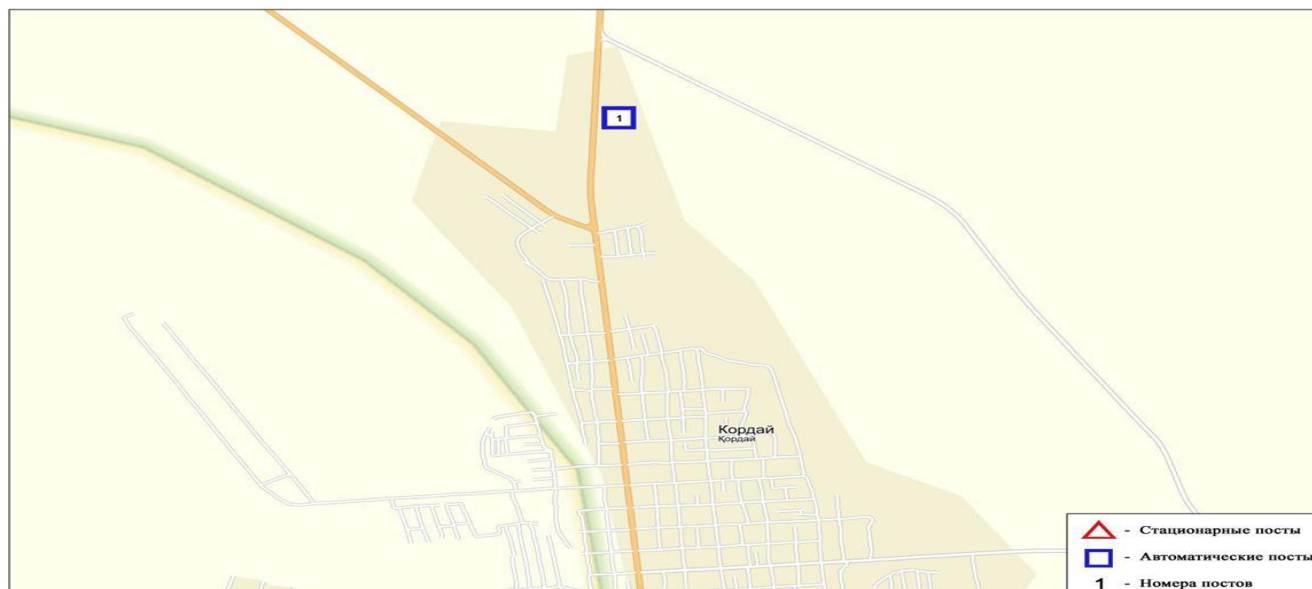 1
Кордай
Қордай
- Стационарные посты
- Автоматические посты
1 - Номера постов